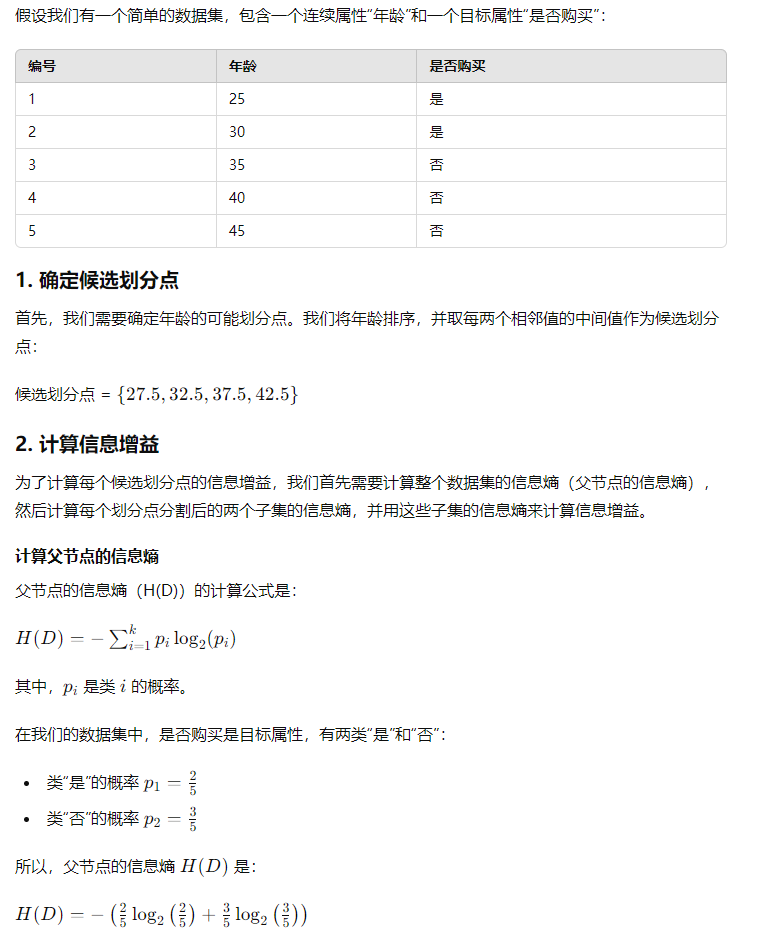 假设我们有一个简单的数据集，包含一个连续属性“年龄”和一个目标属性“是否购买”：
编号 年龄 是否购买
1 25 是
2 30 是
3 35 否
4 40 否
5 45 否
1. 确定候选划分点
首先，我们需要确定年龄的可能划分点。我们将年龄排序，并取每两个相邻值的中间值作为候选划分
点：
候选划分点 = {27.5, 32.5, 37.5, 42.5}
2. 计算信息增益
为了计算每个候选划分点的信息增益，我们首先需要计算整个数据集的信息熵（父节点的信息熵），
然后计算每个划分点分割后的两个子集的信息熵，并用这些子集的信息熵来计算信息增益。
计算父节点的信息熵
父节点的信息熵（H(D)）的计算公式是：
H(D) = −∑_{i=1}^{k} p_i log_2(p_i)
其中，p_i 是类 i 的概率。
在我们的数据集中，是否购买是目标属性，有两类“是”和“否”：
• 类“是”的概率 p_1 = 2/5
• 类“否”的概率 p_2 = 3/5
所以，父节点的信息熵 H(D) 是：
H(D) = −(2/5 log_2(2/5) + 3/5 log_2(3/5))